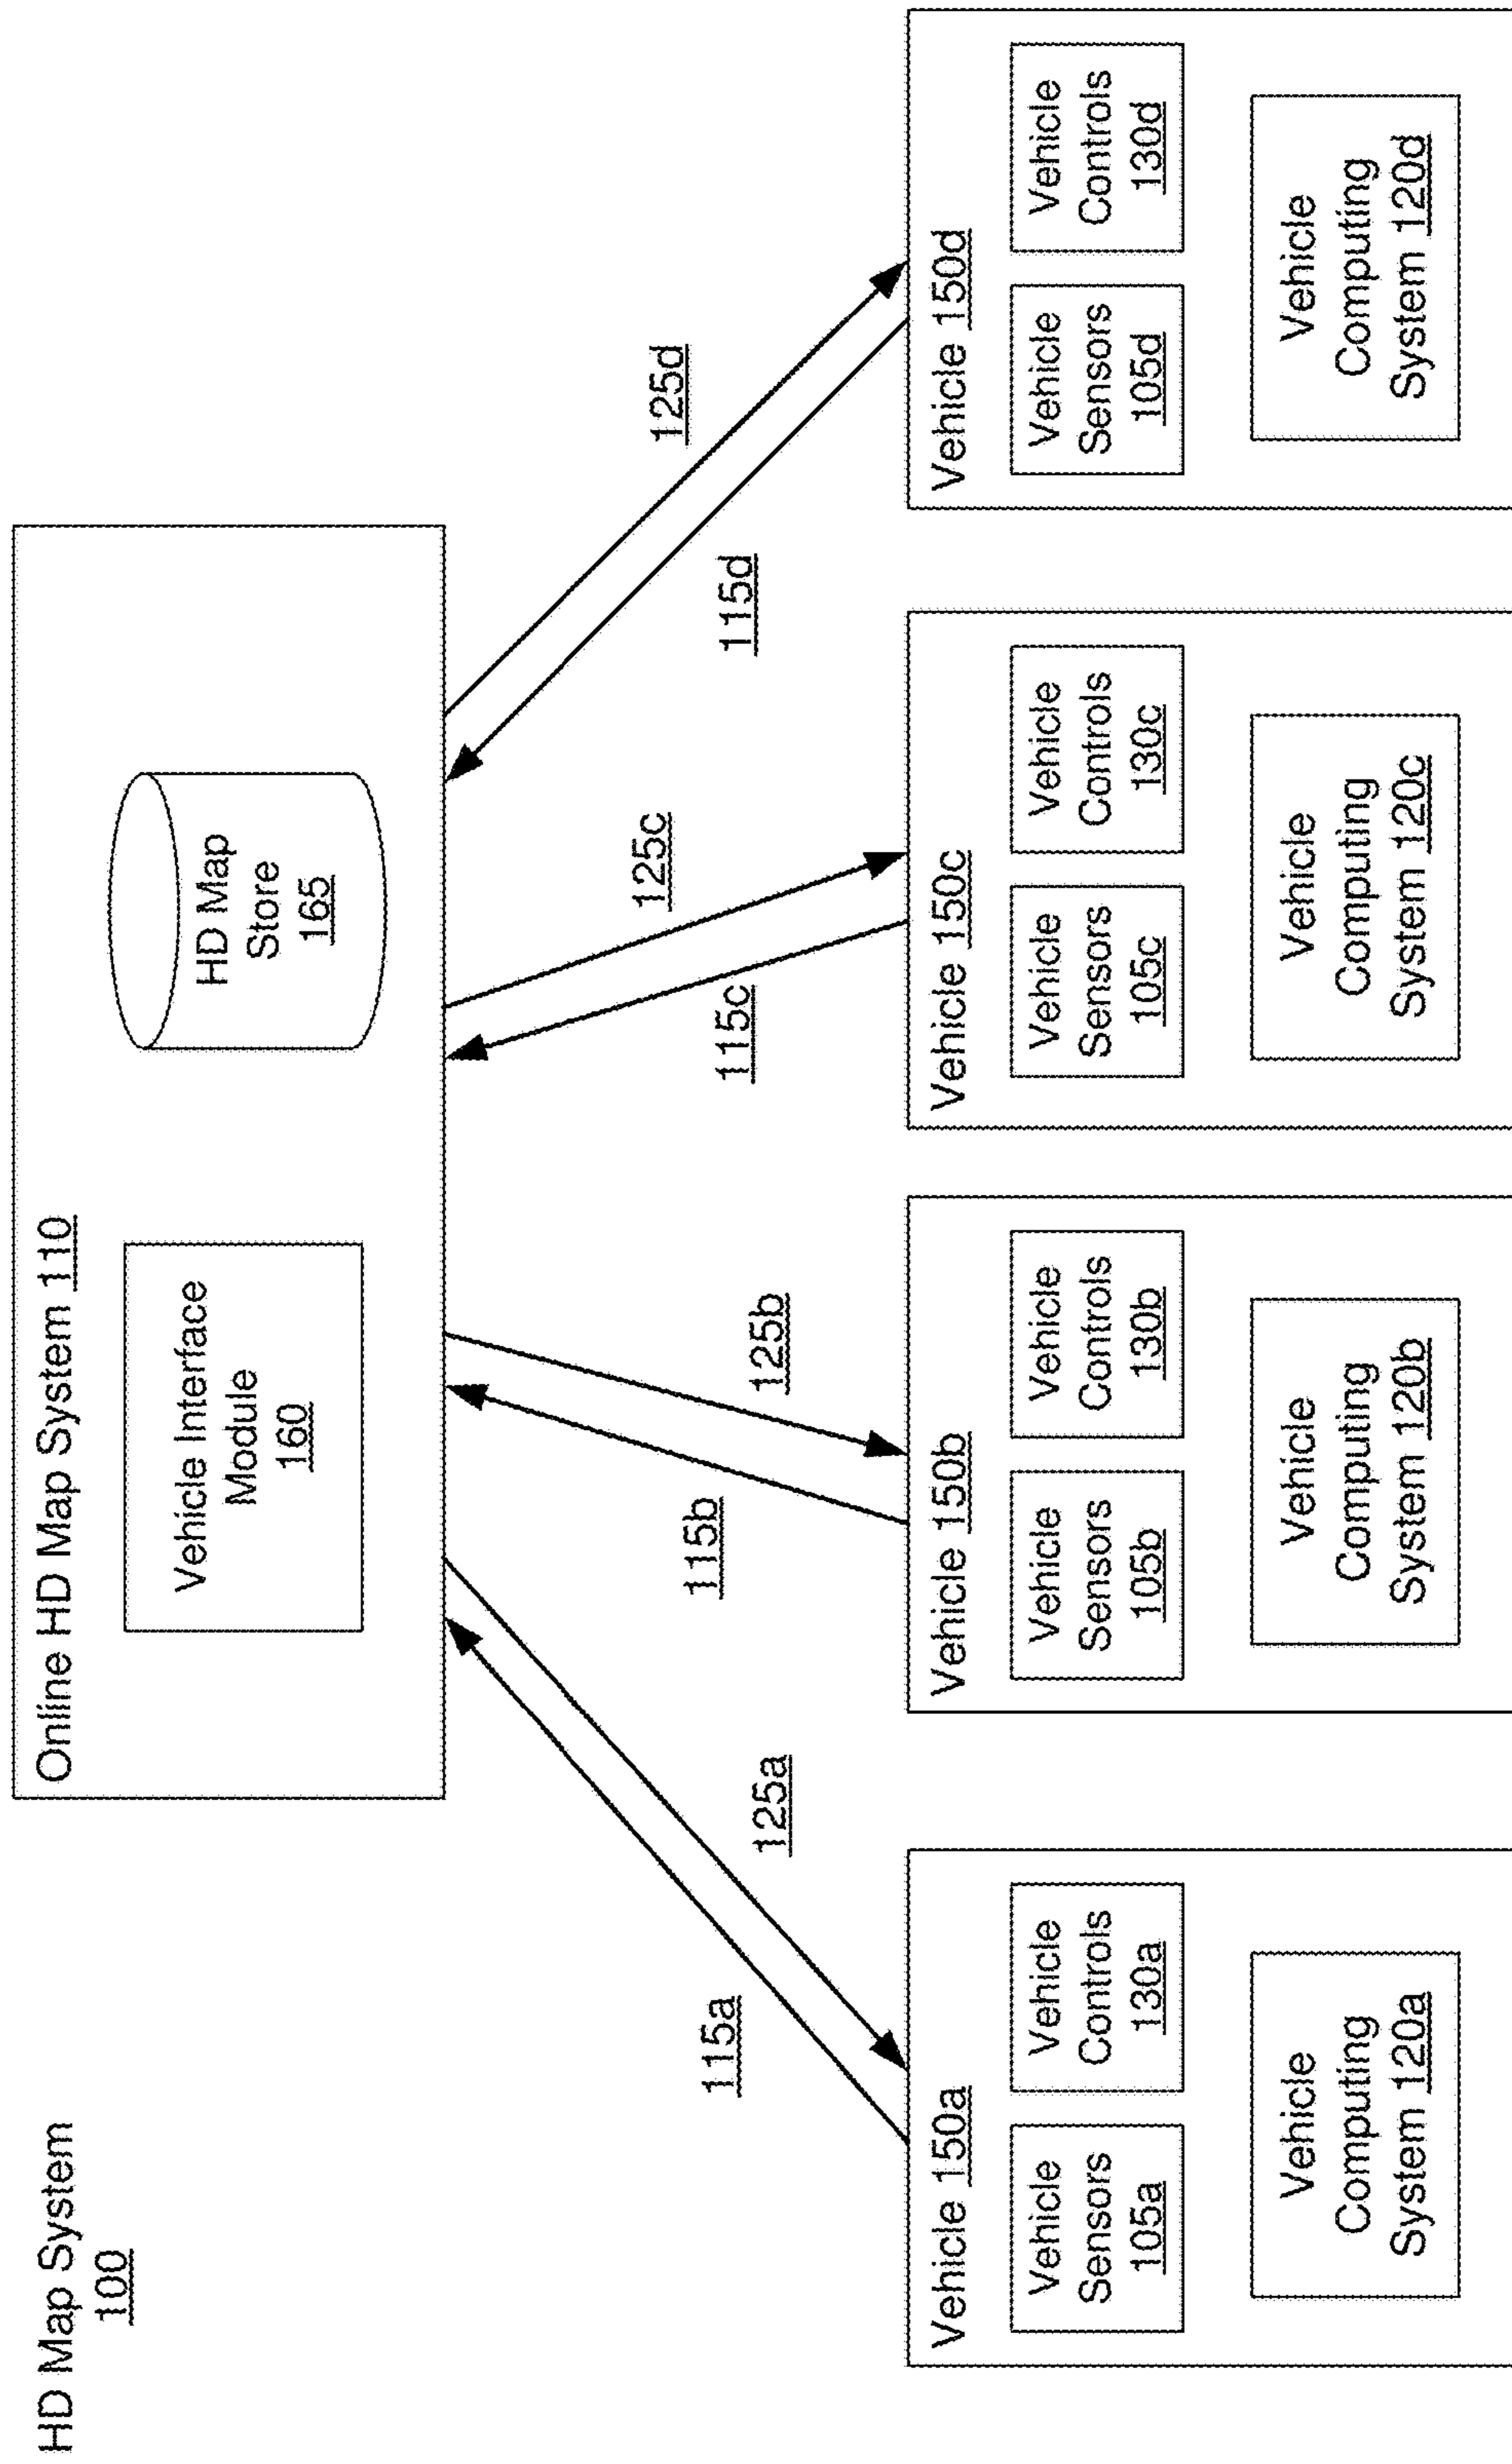 HD Map System
100
Online HD Map System 110
Vehicle Interface
Module
160
HD Map
Store
165
115a
125a
115b
125b
115c
125c
115d
125d
Vehicle 150a
Vehicle
Sensors
105a
Vehicle
Controls
130a
Vehicle
Computing
System 120a
Vehicle 150b
Vehicle
Sensors
105b
Vehicle
Controls
130b
Vehicle
Computing
System 120b
Vehicle 150c
Vehicle
Sensors
105c
Vehicle
Controls
130c
Vehicle
Computing
System 120c
Vehicle 150d
Vehicle
Sensors
105d
Vehicle
Controls
130d
Vehicle
Computing
System 120d